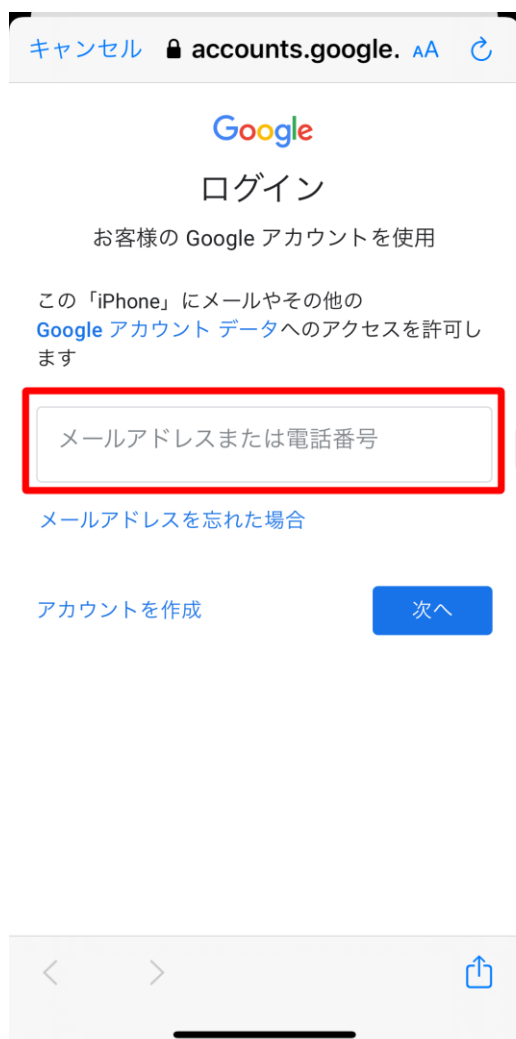 キャンセル accounts.google. AA
Google
ログイン
お客様の Google アカウントを使用
この「iPhone」にメールやその他の
Google アカウント データへのアクセスを許可し
ます
メールアドレスまたは電話番号
メールアドレスを忘れた場合
アカウントを作成 次へ